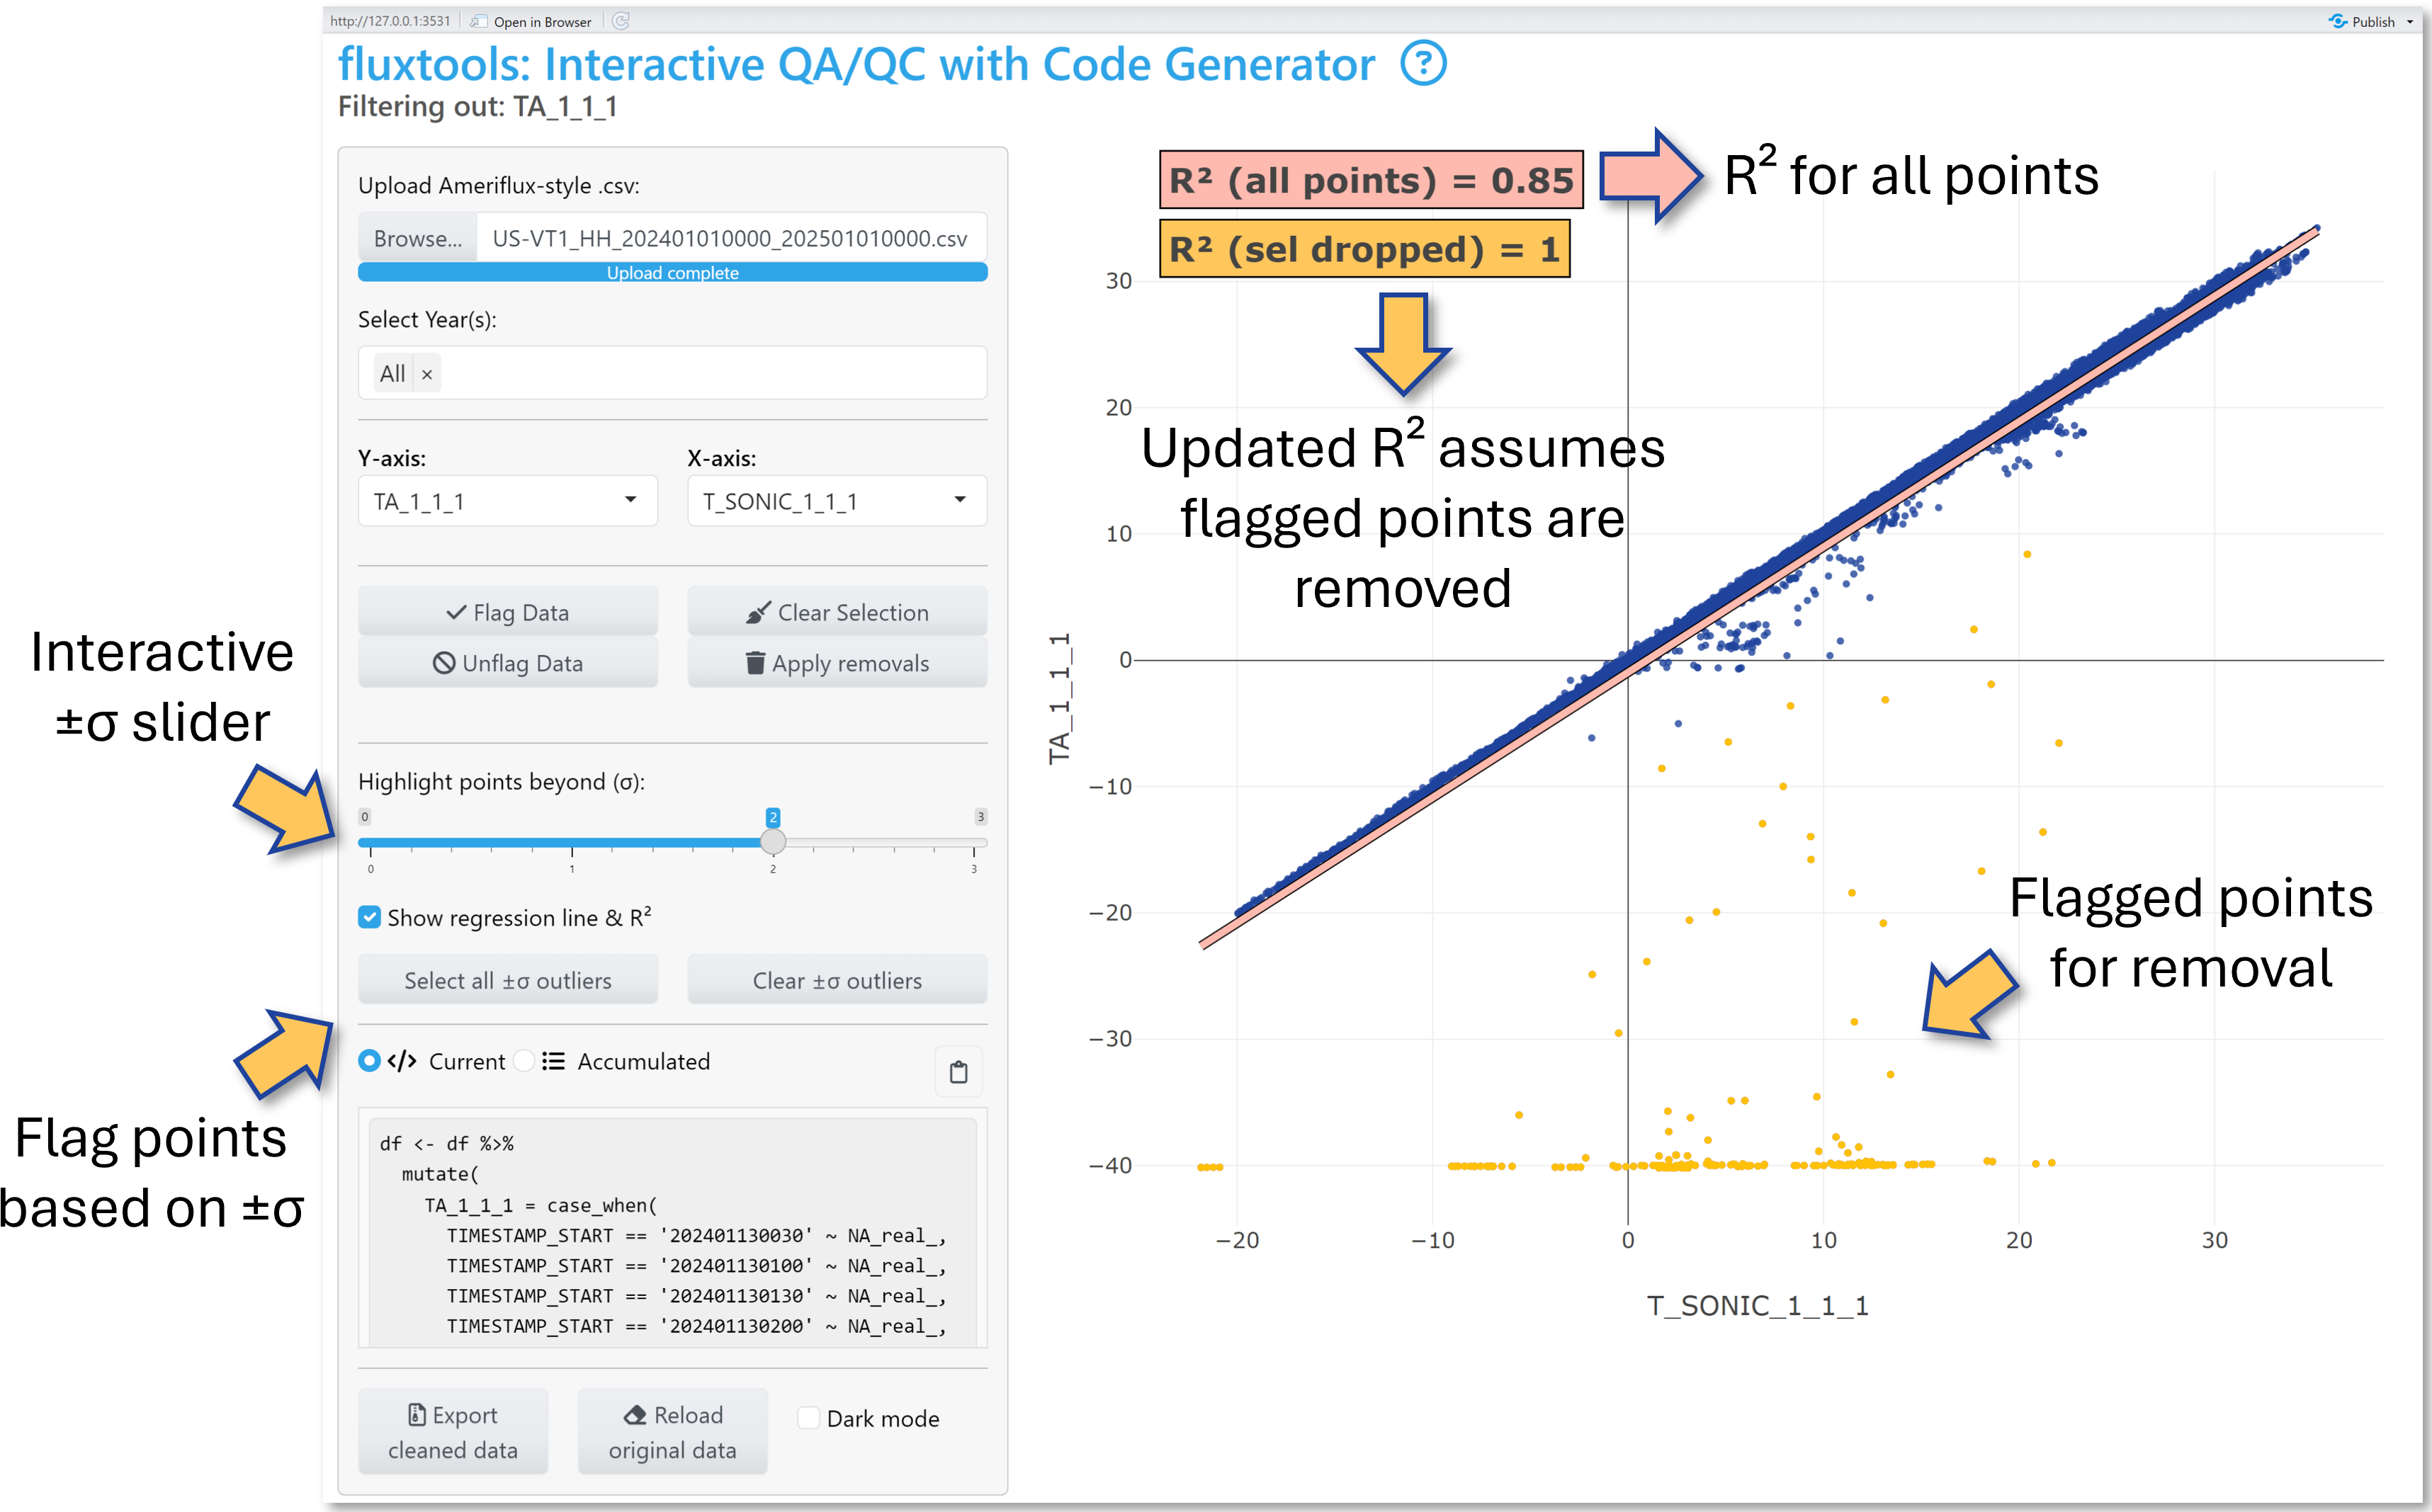 http://127.0.0.1:3531 Open in Browser Publish
fluxtools: Interactive QA/QC with Code Generator ?
Filtering out: TA_1_1_1
Upload Ameriflux-style .csv:
Browse... US-VT1_HH_202401010000_202501010000.csv
Upload complete
Select Year(s):
All ×
Y-axis: X-axis:
TA_1_1_1 T_SONIC_1_1_1
Flag Data Clear Selection
Unflag Data Apply removals
Highlight points beyond (σ):
0 2 3
0 1 2 3
Show regression line & R²
Select all ±σ outliers Clear ±σ outliers
</> Current Accumulated
df <- df %>%
mutate(
TA_1_1_1 = case_when(
TIMESTAMP_START == '202401130030' ~ NA_real_,
TIMESTAMP_START == '202401130100' ~ NA_real_,
TIMESTAMP_START == '202401130130' ~ NA_real_,
TIMESTAMP_START == '202401130200' ~ NA_real_,
Export
cleaned data
Reload
original data
Dark mode
Interactive
±σ slider
Flag points
based on ±σ
R² (all points) = 0.85
R² (sel dropped) = 1
R² for all points
Updated R² assumes
flagged points are
removed
Flagged points
for removal
30
20
10
0
−10
−20
−30
−40
TA_1_1_1
−20 −10 0 10 20 30
T_SONIC_1_1_1